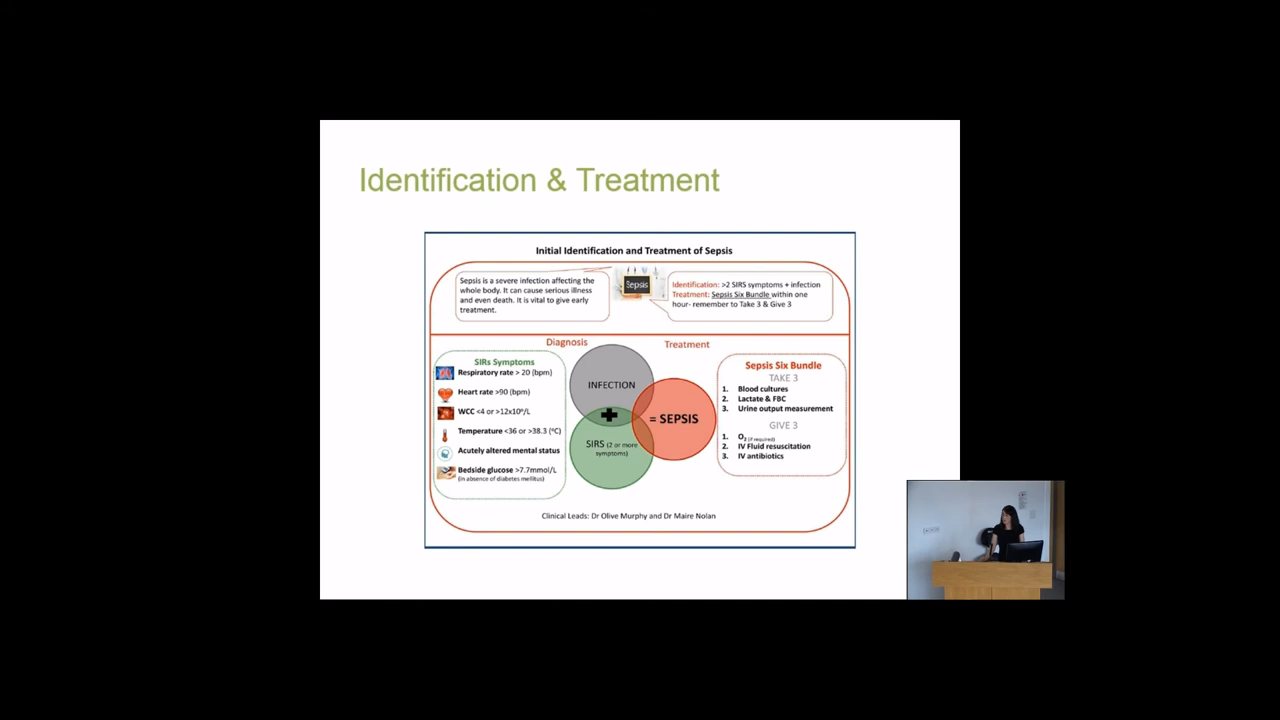 Identification & Treatment
Initial Identification and Treatment of Sepsis
Sepsis is a severe infection affecting the
whole body. It can cause serious illness
and even death. It is vital to give early
treatment.
Sepsis
Identification: >2 SIRS symptoms + infection
Treatment: Sepsis Six Bundle within one
hour- remember to Take 3 & Give 3
Diagnosis
Treatment
SIRs Symptoms
Respiratory rate > 20 (bpm)
Heart rate >90 (bpm)
WCC <4 or >12x10⁹/L
Temperature <36 or >38.3 (⁰C)
Acutely altered mental status
Bedside glucose >7.7mmol/L
(in absence of diabetes mellitus)
INFECTION
SIRS (2 or more
symptoms)
= SEPSIS
Sepsis Six Bundle
TAKE 3
1. Blood cultures
2. Lactate & FBC
3. Urine output measurement
GIVE 3
1. O₂ (if required)
2. IV Fluid resuscitation
3. IV antibiotics
Clinical Leads: Dr Olive Murphy and Dr Maire Nolan